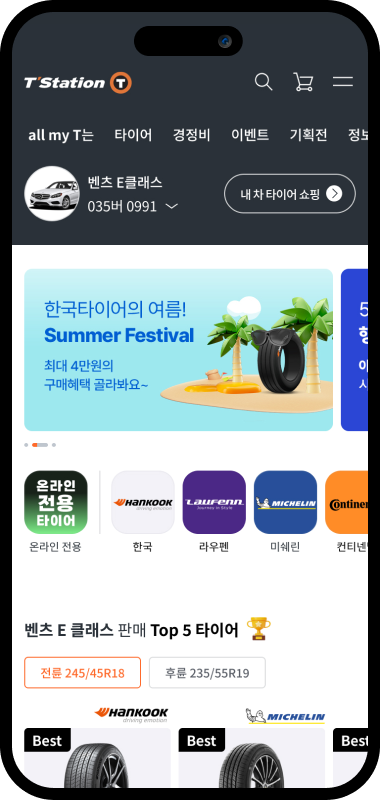 T'Station T
all my T는 타이어 경정비 이벤트 기획전 정보
벤츠 E클래스
035버 0991
내 차 타이어 쇼핑
한국타이어의 여름!
Summer Festival
최대 4만원의
구매혜택 골라봐요~
온라인
전용
타이어
HANKOOK
driving emotion
Laufenn
Journey in Style
MICHELIN
Continental
온라인 전용
한국
라우펜
미쉐린
컨티넨탈
벤츠 E 클래스 판매 Top 5 타이어
전륜 245/45R18
후륜 235/55R19
HANKOOK
driving emotion
MICHELIN
Best
Best
Best